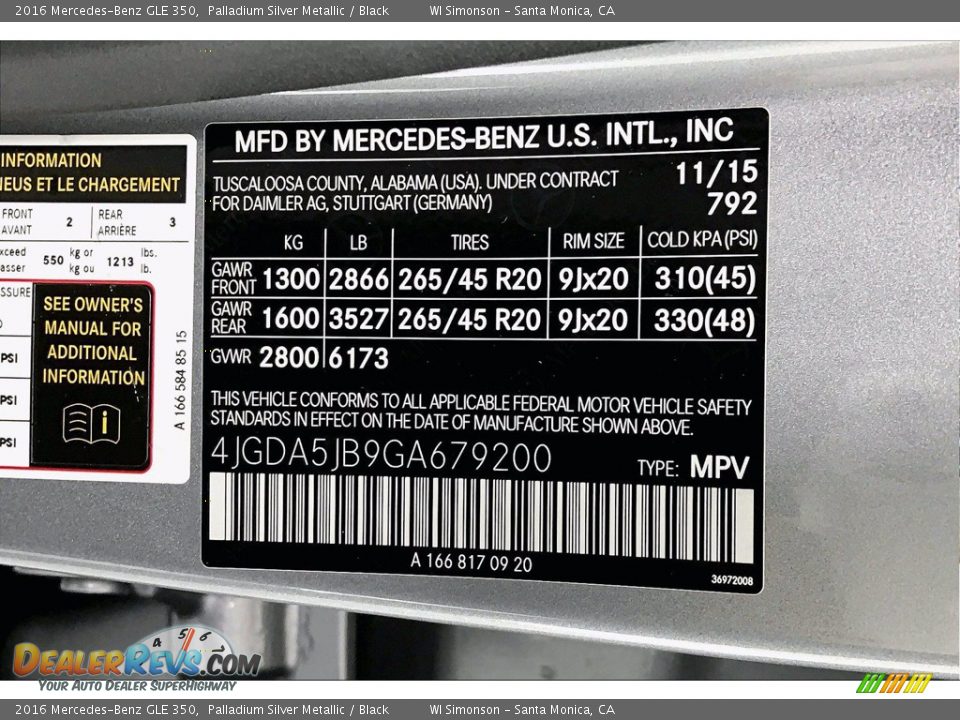 2016 Mercedes-Benz GLE 350, Palladium Silver Metallic / Black WI Simonson - Santa Monica, CA
INFORMATION
NEUS ET LE CHARGEMENT
FRONT 2 REAR 3
AVANT ARRIÈRE
550 kg or 1213 lbs.
kg ou lb.
SEE OWNER'S
MANUAL FOR
ADDITIONAL
INFORMATION
PSI
PSI
PSI
A 166 584 85 15
MFD BY MERCEDES-BENZ U.S. INTL., INC
TUSCALOOSA COUNTY, ALABAMA (USA). UNDER CONTRACT 11/15
FOR DAIMLER AG, STUTTGART (GERMANY) 792
KG LB TIRES RIM SIZE COLD KPA (PSI)
GAWR FRONT 1300 2866 265/45 R20 9Jx20 310(45)
GAWR REAR 1600 3527 265/45 R20 9Jx20 330(48)
GVWR 2800 6173
THIS VEHICLE CONFORMS TO ALL APPLICABLE FEDERAL MOTOR VEHICLE SAFETY
STANDARDS IN EFFECT ON THE DATE OF MANUFACTURE SHOWN ABOVE.
4JGDA5JB9GA679200 TYPE: MPV
A 166 817 09 20
36972008
4 5 6
DEALERREVS.COM
YOUR AUTO DEALER SUPERHIGHWAY
2016 Mercedes-Benz GLE 350, Palladium Silver Metallic / Black WI Simonson - Santa Monica, CA